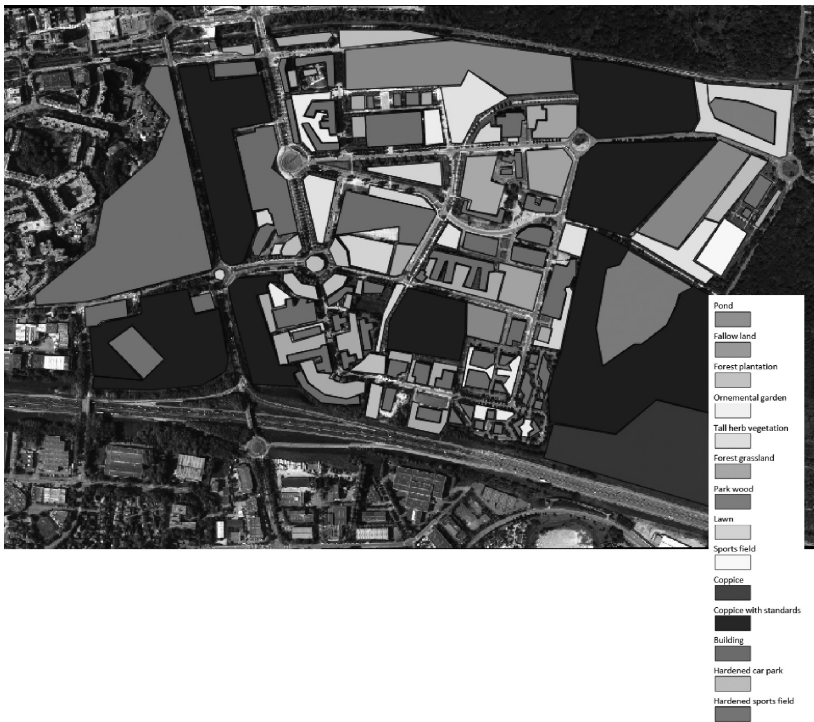 Pond
Fallow land
Forest plantation
Ornemental garden
Tall herb vegetation
Forest grassland
Park wood
Lawn
Sports field
Coppice
Coppice with standards
Building
Hardened car park
Hardened sports field